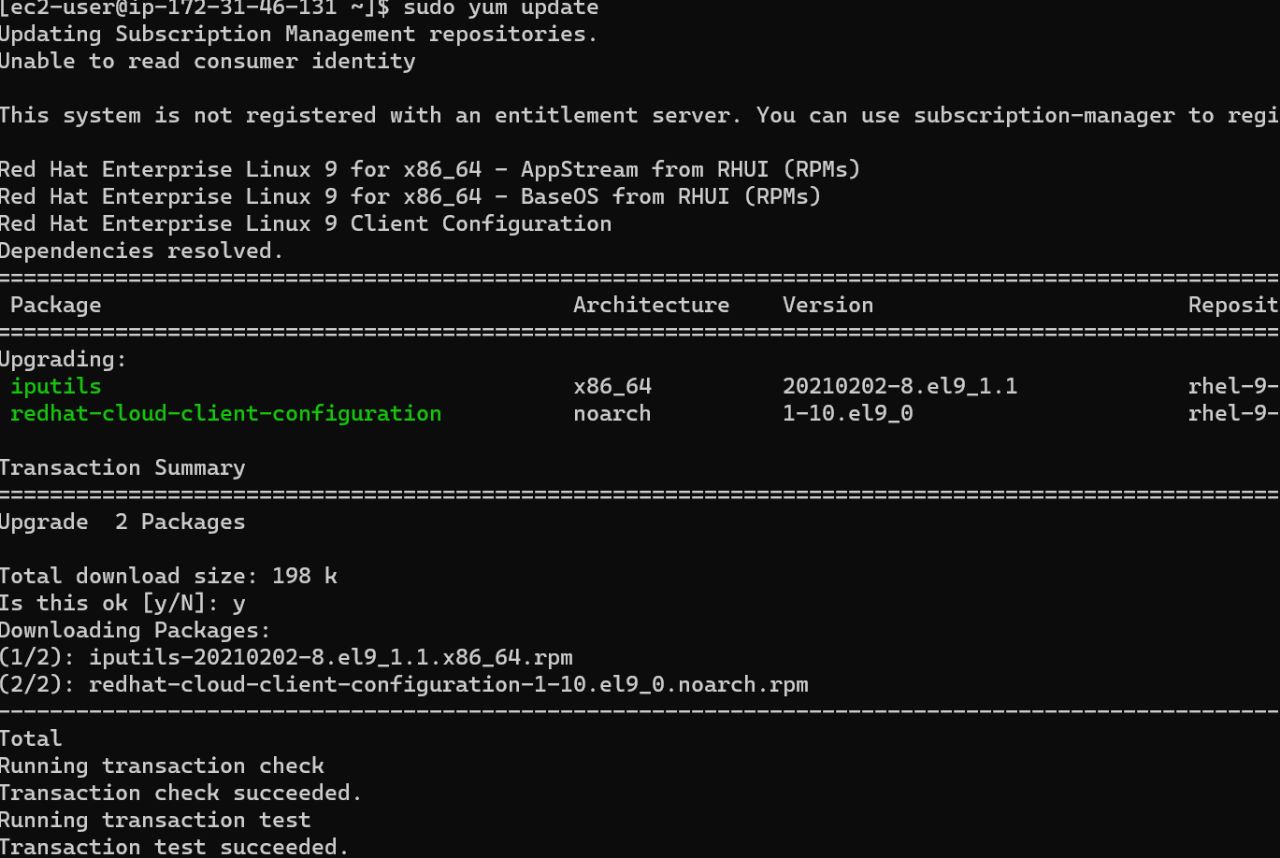 [ec2-user@ip-172-31-46-131 ~]$ sudo yum update
Updating Subscription Management repositories.
Unable to read consumer identity
This system is not registered with an entitlement server. You can use subscription-manager to regi
Red Hat Enterprise Linux 9 for x86_64 - AppStream from RHUI (RPMs)
Red Hat Enterprise Linux 9 for x86_64 - BaseOS from RHUI (RPMs)
Red Hat Enterprise Linux 9 Client Configuration
Dependencies resolved.
================================================================================================
Package Architecture Version Reposit
================================================================================================
Upgrading:
iputils x86_64 20210202-8.el9_1.1 rhel-9-
redhat-cloud-client-configuration noarch 1-10.el9_0 rhel-9-
Transaction Summary
================================================================================================
Upgrade  2 Packages
Total download size: 198 k
Is this ok [y/N]: y
Downloading Packages:
(1/2): iputils-20210202-8.el9_1.1.x86_64.rpm
(2/2): redhat-cloud-client-configuration-1-10.el9_0.noarch.rpm
------------------------------------------------------------------------------------------------
Total
Running transaction check
Transaction check succeeded.
Running transaction test
Transaction test succeeded.